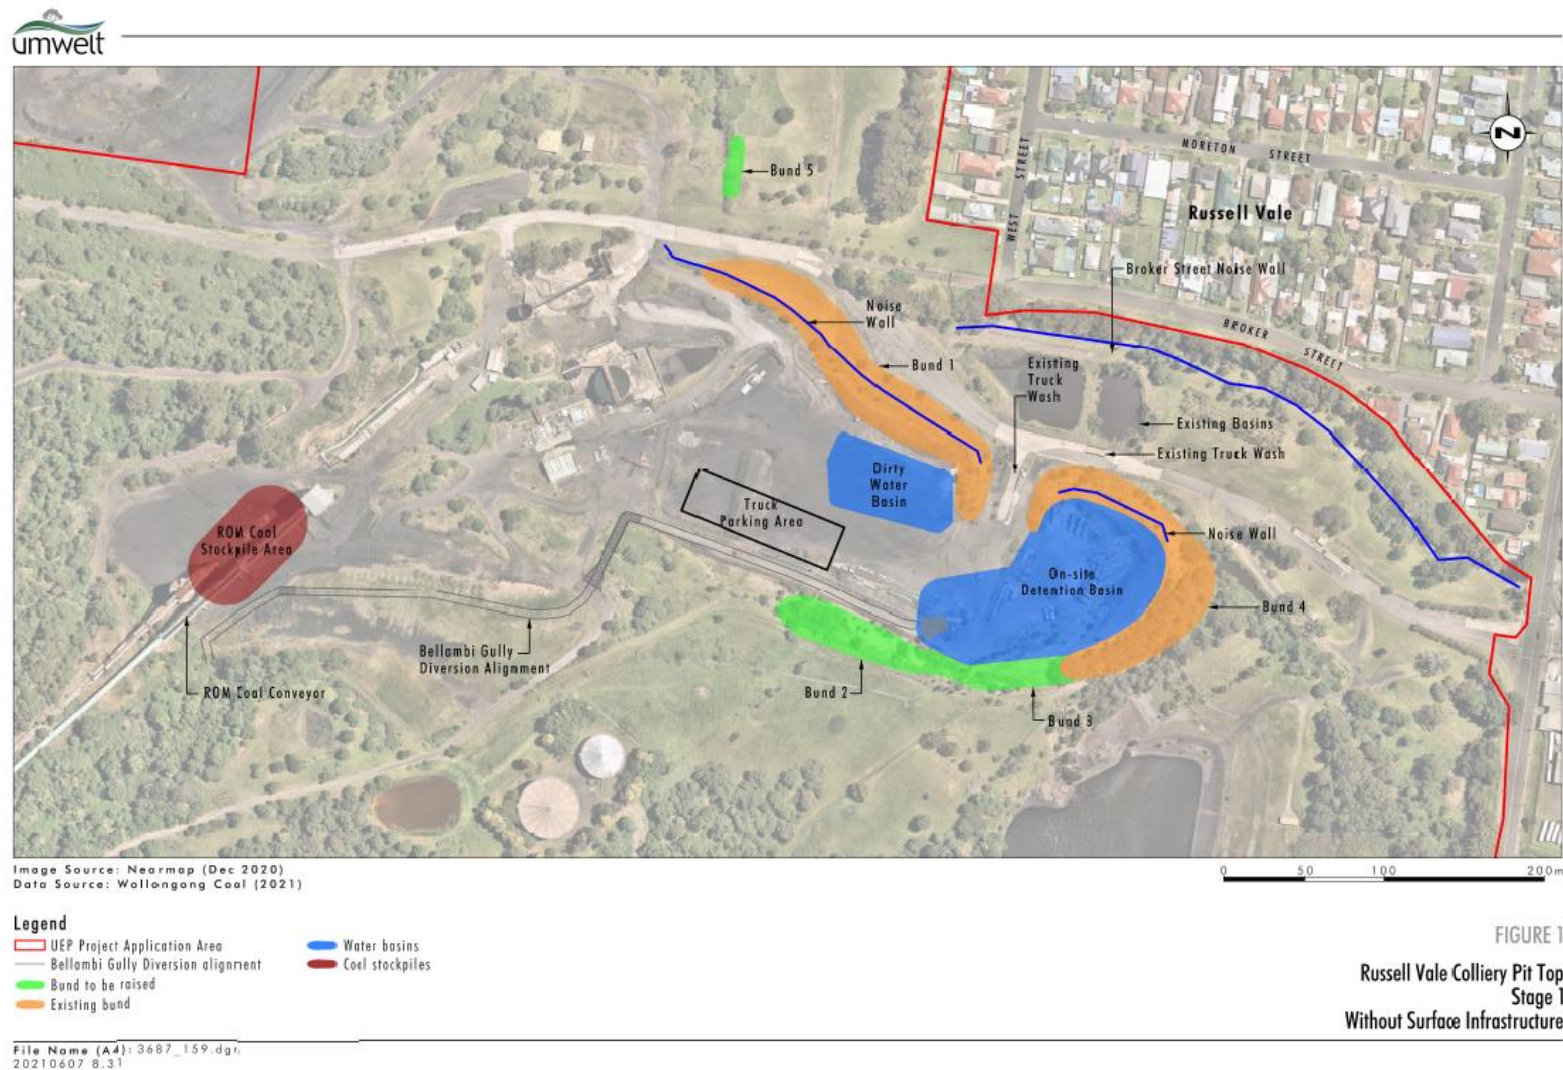 umwelt
Bund 5
MORETON STREET
WEST STREET
Russell Vale
N
Broker Street Noise Wall
Noise
Wall
BROKER STREET
Bund 1
Existing
Truck
Wash
Existing Basins
Existing Truck Wash
Dirty
Water
Basin
Truck
Parking Area
ROM Coal
Stockpile Area
Noise Wall
On-site
Detention Basin
Bund 4
Bellambi Gully
Diversion Alignment
ROM Coal Conveyor
Bund 2
Bund 3
Image Source: Nearmap (Dec 2020)
Data Source: Wollongong Coal (2021)
0 50 100 200m
Legend
UEP Project Application Area
Bellambi Gully Diversion alignment
Bund to be raised
Existing bund
Water basins
Coal stockpiles
FIGURE 1
Russell Vale Colliery Pit Top
Stage 1
Without Surface Infrastructure
File Name (A4): 3687_159.dgn
20210607 8.31